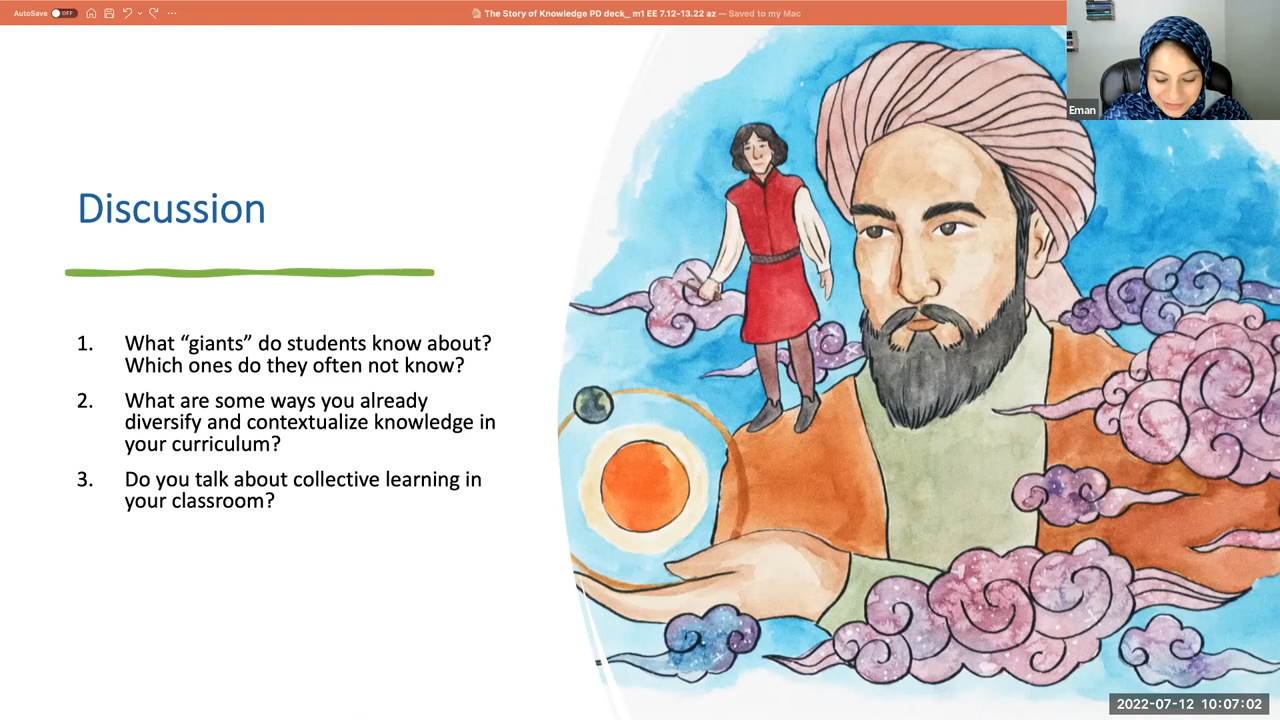 AutoSave OFF
The Story of Knowledge PD deck_ m1 EE 7.12-13.22 az — Saved to my Mac
Eman
Discussion
1. What “giants” do students know about?
Which ones do they often not know?
2. What are some ways you already
diversify and contextualize knowledge in
your curriculum?
3. Do you talk about collective learning in
your classroom?
2022-07-12 10:07:02